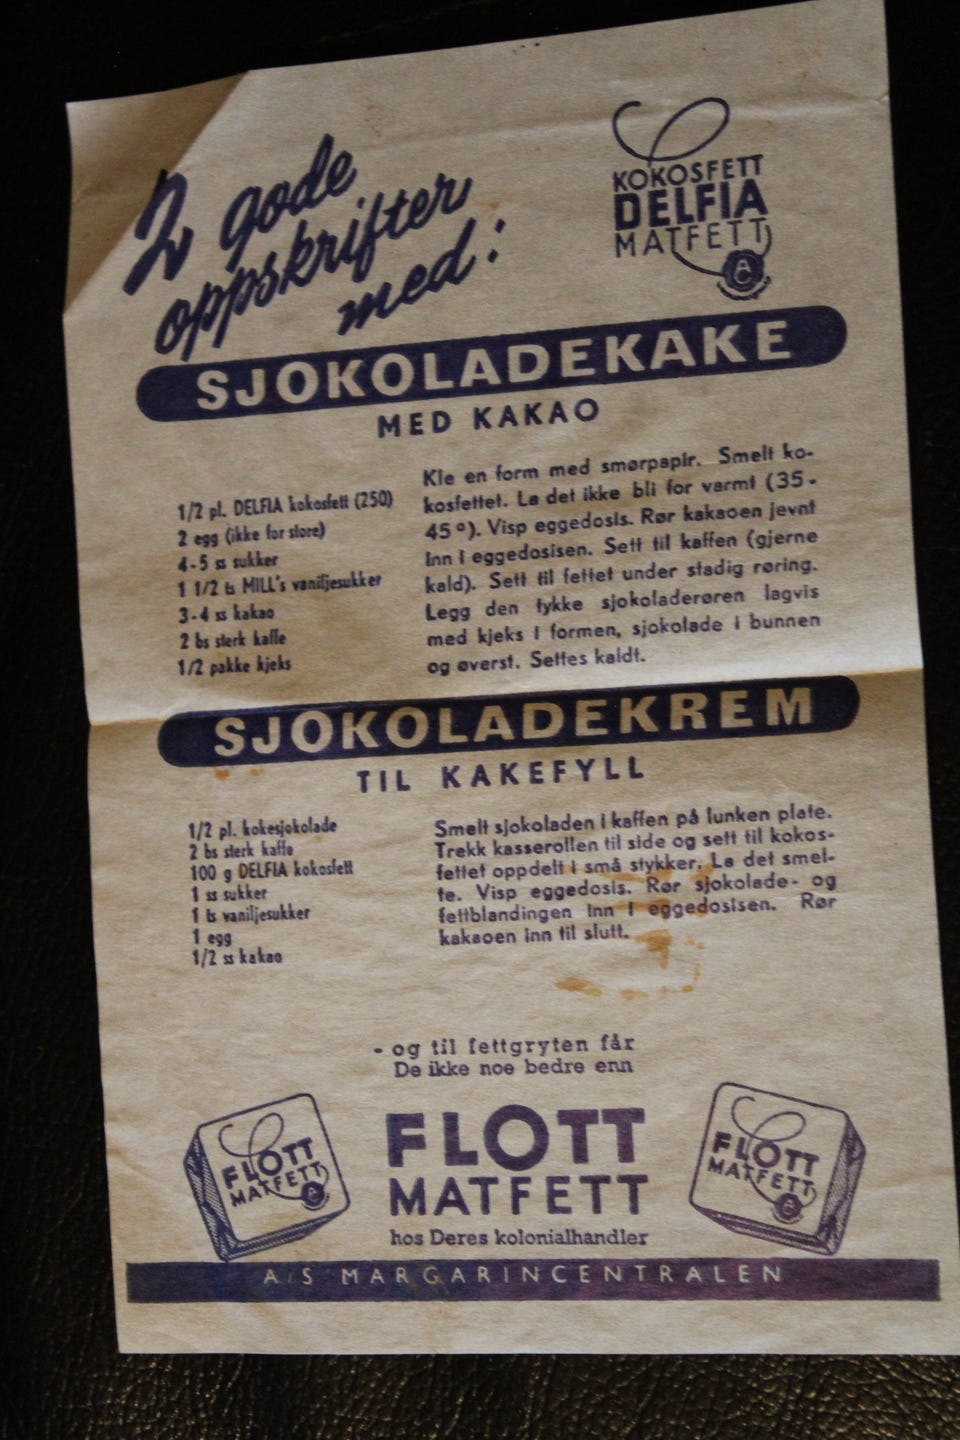 2 gode
oppskrifter
med:
KOKOSFETT
DELFIA
MATFETT
AC
SJOKOLADEKAKE
MED KAKAO
1/2 pl. DELFIA kokosfett (250)
2 egg (ikke for store)
4-5 ss sukker
1 1/2 ts MILL's vaniljesukker
3-4 ss kakao
2 bs sterk kaffe
1/2 pakke kjeks
Kle en form med smørpapir. Smelt ko-
kosfettet. La det ikke bli for varmt (35-
45°). Visp eggedosis. Rør kakaoen jevnt
inn i eggedosisen. Sett til kaffen (gjerne
kald). Sett til fettet under stadig røring.
Legg den tykke sjokoladerøren lagvis
med kjeks i formen, sjokolade i bunnen
og øverst. Settes kaldt.
SJOKOLADEKREM
TIL KAKEFYLL
1/2 pl. kokesjokolade
2 bs sterk kaffe
100 g DELFIA kokosfett
1 ss sukker
1 ts vaniljesukker
1 egg
1/2 ss kakao
Smelt sjokoladen i kaffen på lunken plate.
Trekk kasserollen til side og sett til kokos-
fettet oppdelt i små stykker. La det smel-
te. Visp eggedosis. Rør sjokolade- og
fettblandingen inn i eggedosisen. Rør
kakaoen inn til slutt.
- og til fettgryten får
De ikke noe bedre enn
FLOTT
MATFETT
FLOTT
MATFETT
hos Deres kolonialhandler
FLOTT
MATFETT
A/S MARGARINCENTRALEN